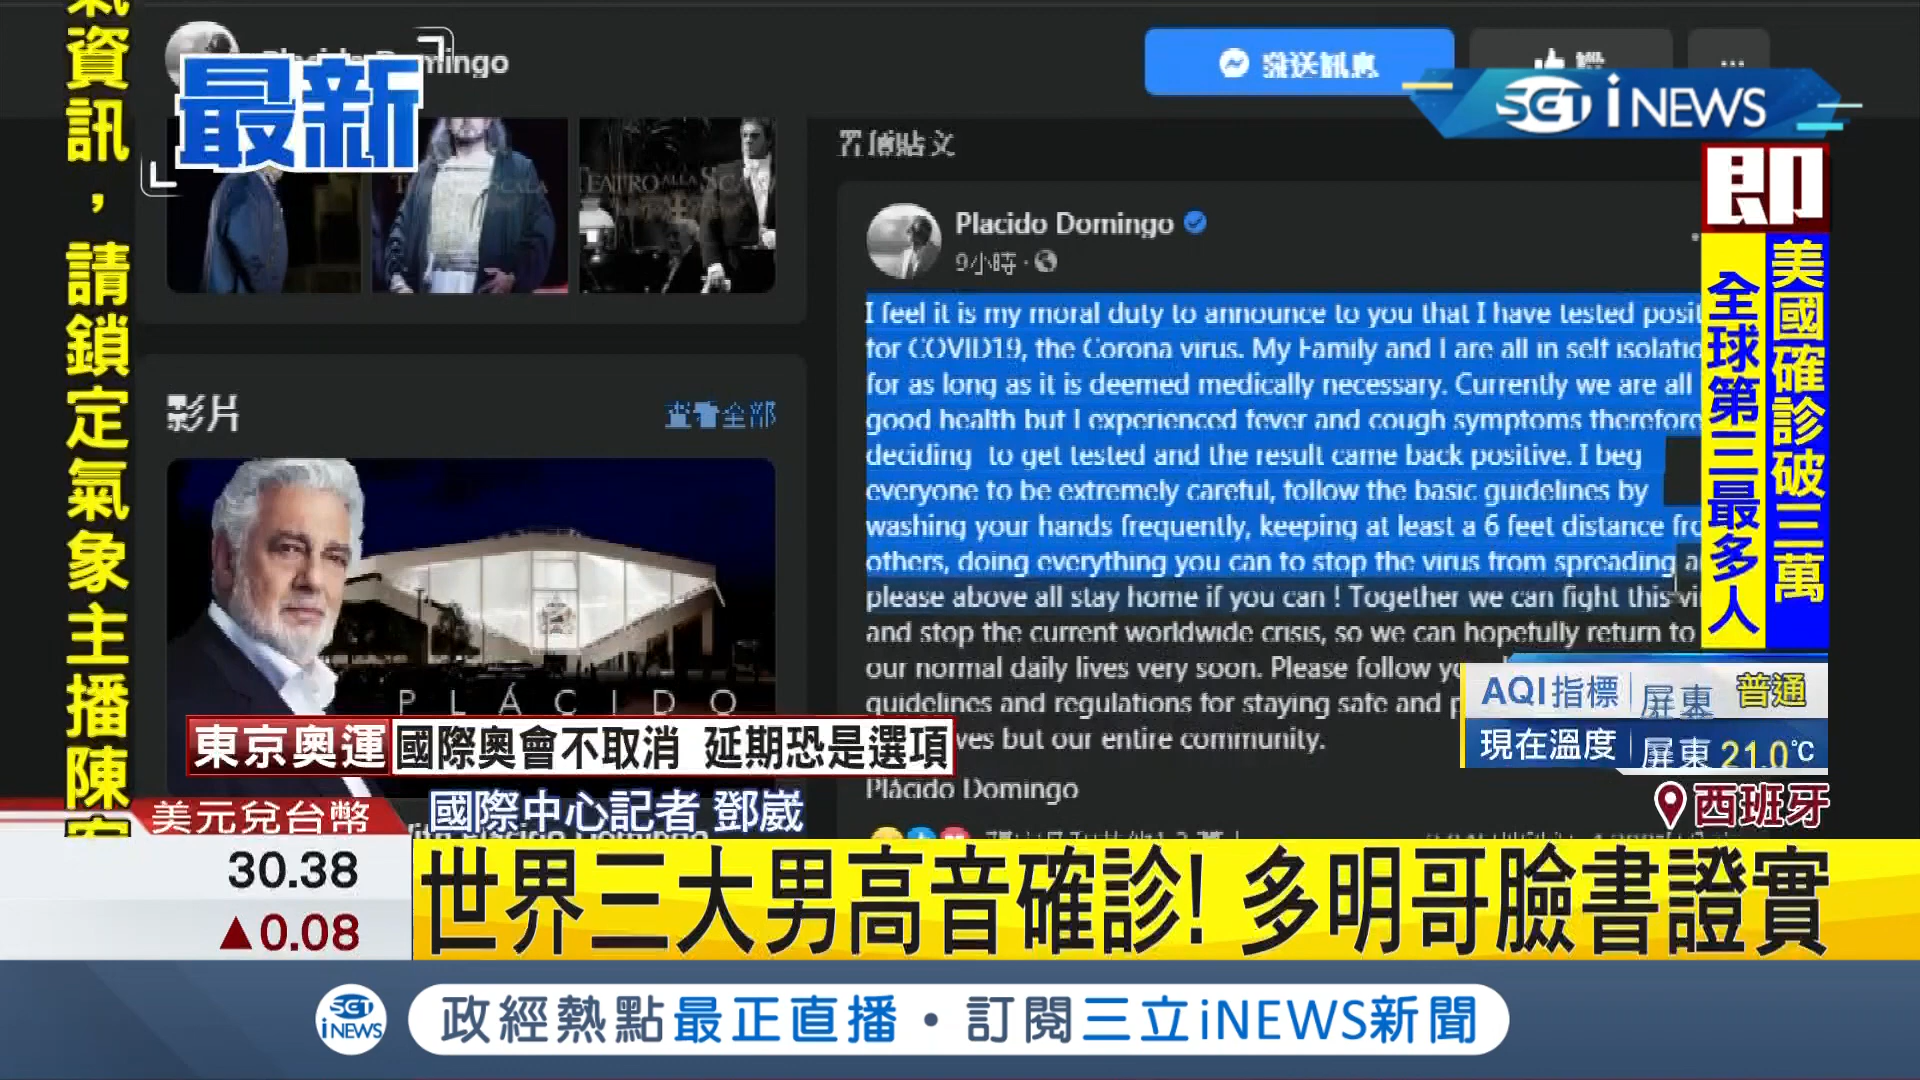 氣資訊，請鎖定氣象主播陳
最新
Placido Domingo
發送訊息
讚
SET iNEWS
置頂貼文
TEATRO ALLA SCALA
Placido Domingo
9小時
I feel it is my moral duty to announce to you that I have tested posit
for COVID19, the Corona virus. My Family and I are all in self isolatio
for as long as it is deemed medically necessary. Currently we are all
good health but I experienced fever and cough symptoms therefore
deciding to get tested and the result came back positive. I beg
everyone to be extremely careful, follow the basic guidelines by
washing your hands frequently, keeping at least a 6 feet distance fro
others, doing everything you can to stop the virus from spreading a
please above all stay home if you can ! Together we can fight this vi
and stop the current worldwide crisis, so we can hopefully return to
our normal daily lives very soon. Please follow yo
guidelines and regulations for staying safe and p
ves but our entire community.
Plácido Domingo
影片
查看全部
PLÁCIDO
即
美國確診破三萬
全球第三最多人
AQI指標 屏東 普通
現在溫度 屏東 21.0℃
西班牙
東京奧運 國際奧會不取消 延期恐是選項
國際中心記者 鄧崴
美元兌台幣
30.38
▲0.08
世界三大男高音確診! 多明哥臉書證實
SET iNEWS
政經熱點最正直播・訂閱三立iNEWS新聞